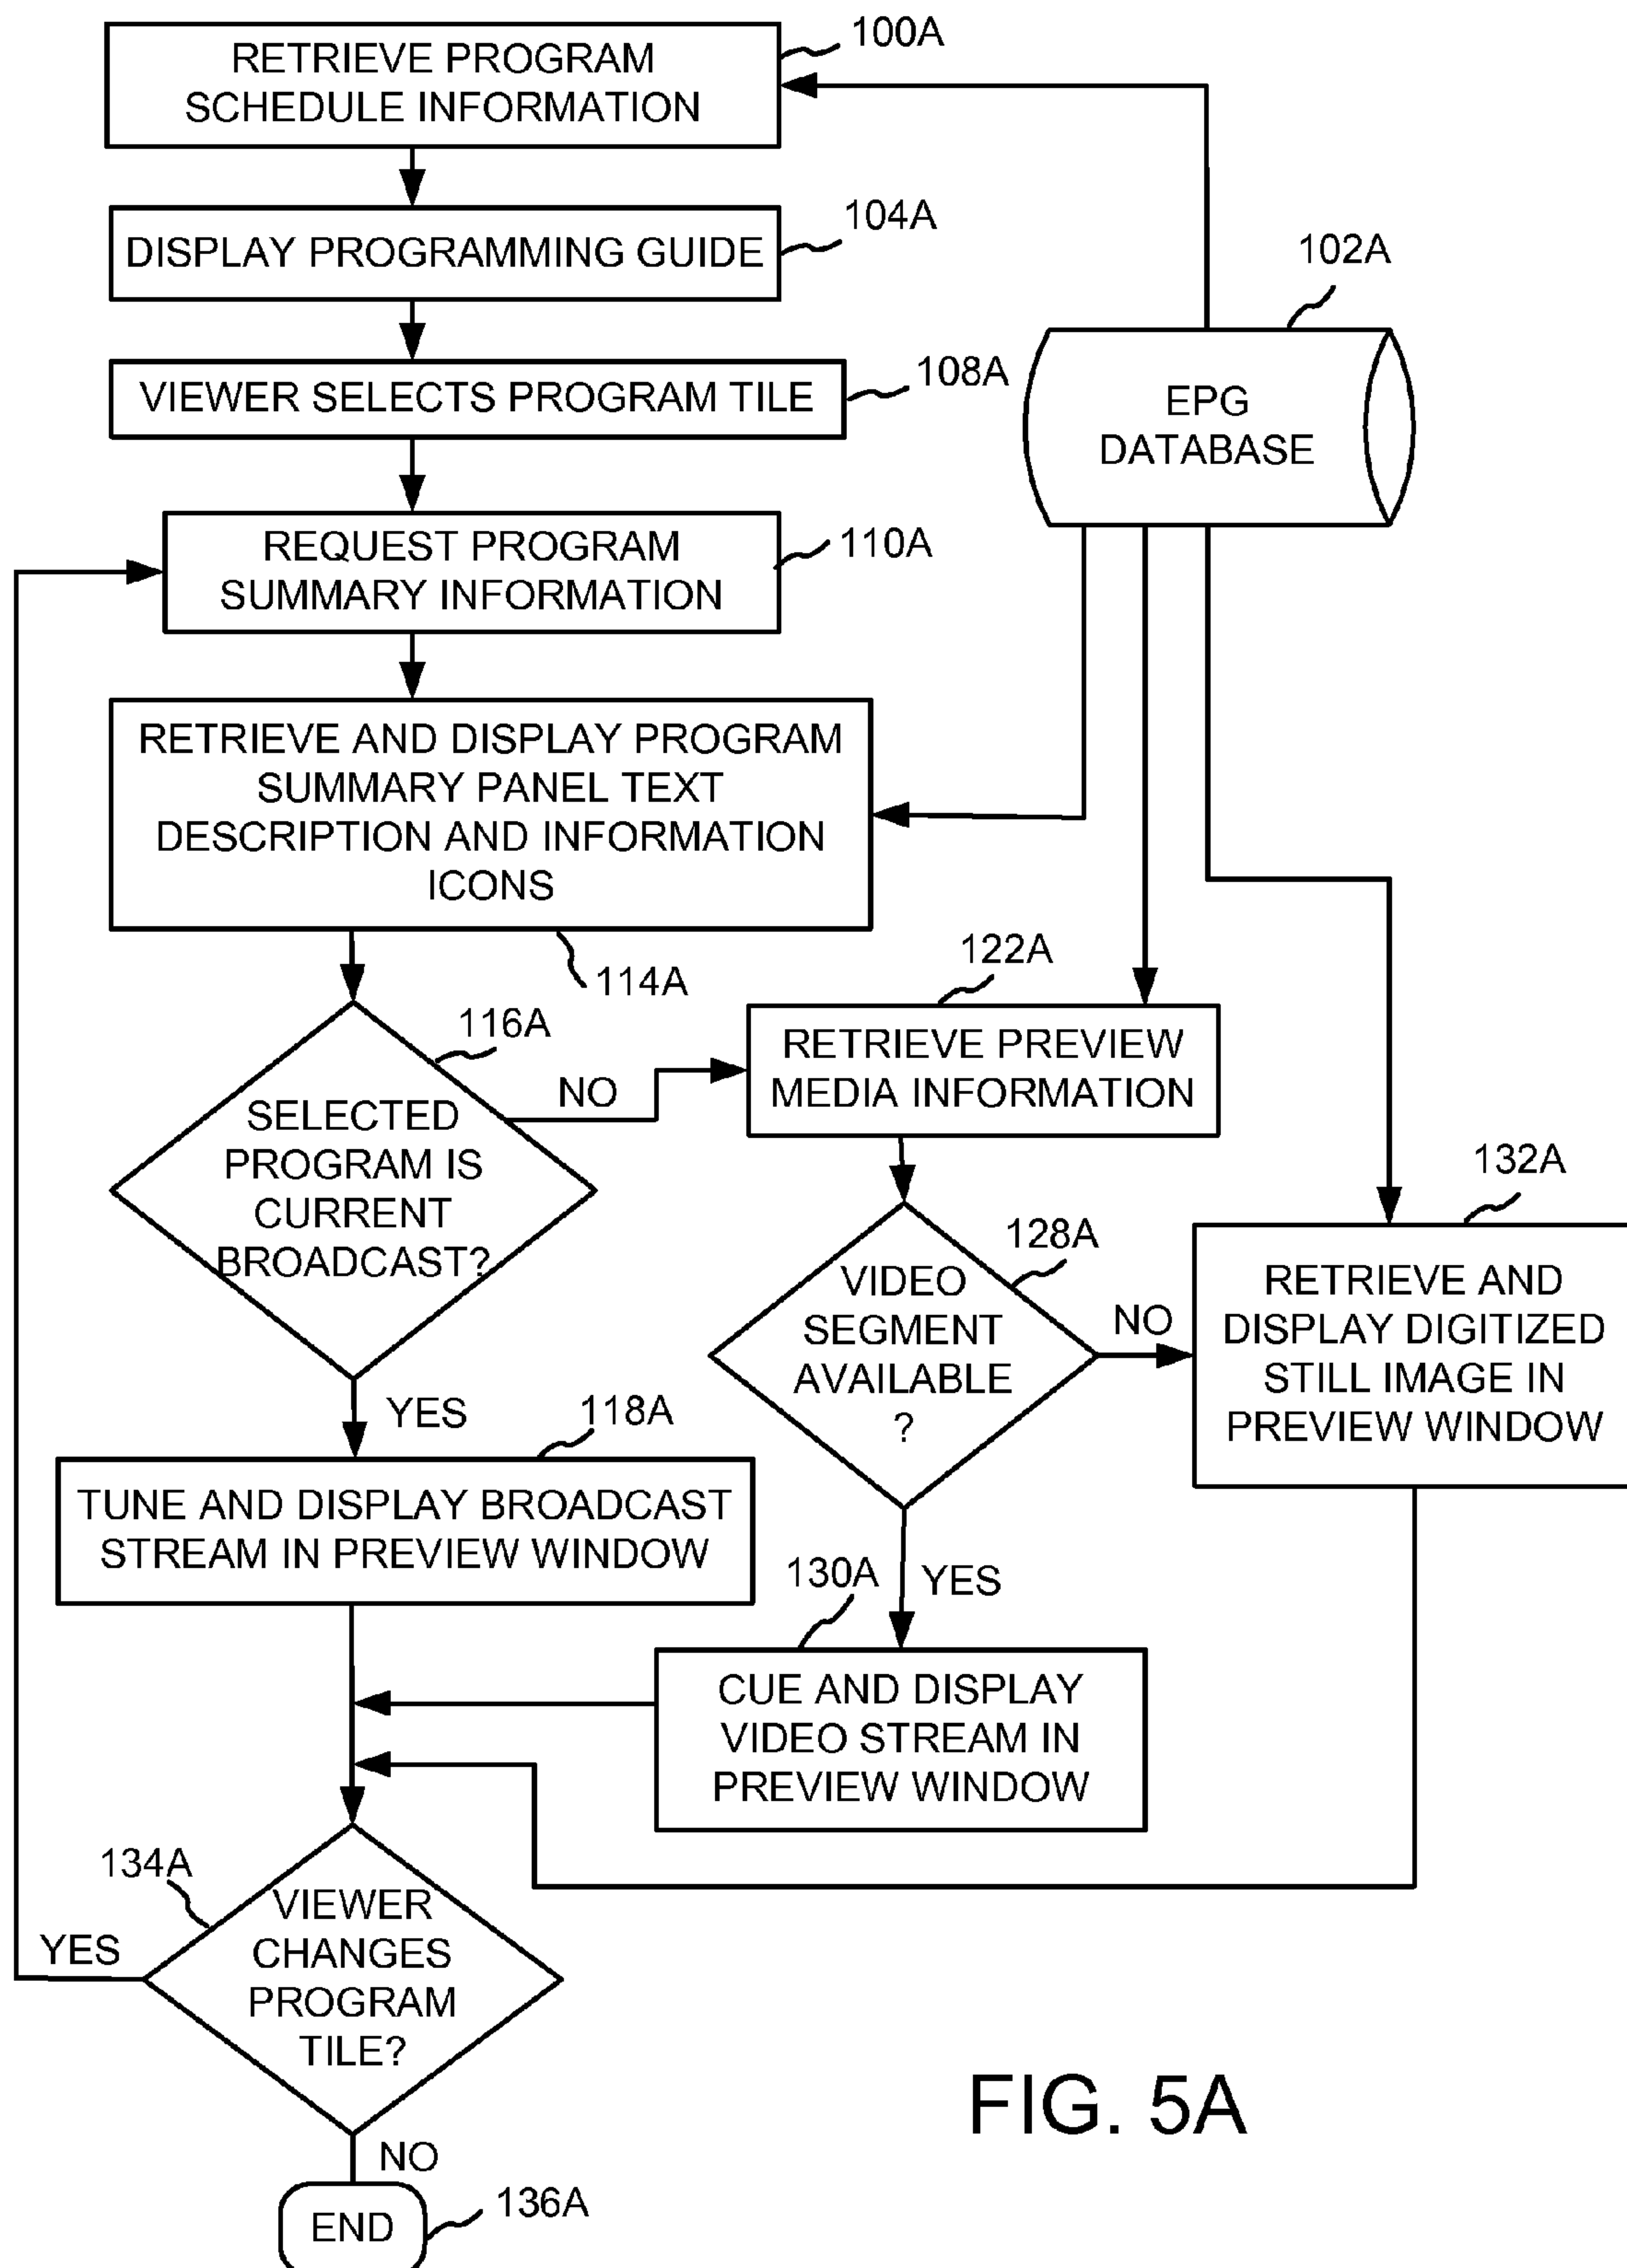 RETRIEVE PROGRAM
SCHEDULE INFORMATION
100A
DISPLAY PROGRAMMING GUIDE
104A
102A
EPG
DATABASE
VIEWER SELECTS PROGRAM TILE
108A
REQUEST PROGRAM
SUMMARY INFORMATION
110A
RETRIEVE AND DISPLAY PROGRAM
SUMMARY PANEL TEXT
DESCRIPTION AND INFORMATION
ICONS
114A
116A
SELECTED
PROGRAM IS
CURRENT
BROADCAST?
NO
122A
RETRIEVE PREVIEW
MEDIA INFORMATION
128A
VIDEO
SEGMENT
AVAILABLE
?
NO
132A
RETRIEVE AND
DISPLAY DIGITIZED
STILL IMAGE IN
PREVIEW WINDOW
YES
118A
TUNE AND DISPLAY BROADCAST
STREAM IN PREVIEW WINDOW
130A
YES
CUE AND DISPLAY
VIDEO STREAM IN
PREVIEW WINDOW
134A
VIEWER
CHANGES
PROGRAM
TILE?
YES
NO
END
136A
FIG. 5A